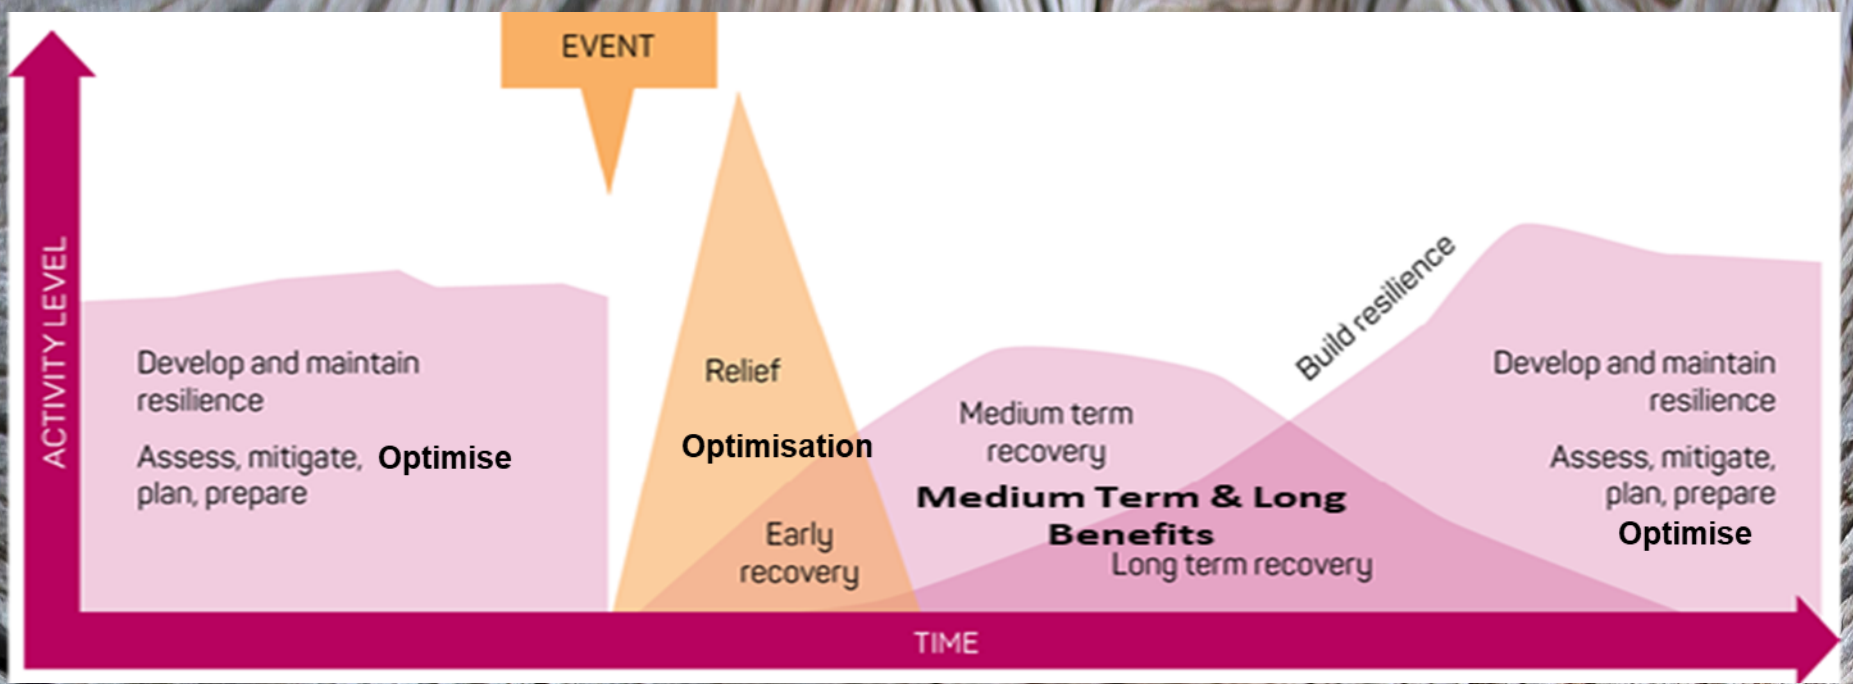 EVENT
ACTIVITY LEVEL
Develop and maintain
resilience
Assess, mitigate, Optimise
plan, prepare
Relief
Optimisation
Early
recovery
Medium term
recovery
Medium Term & Long
Benefits
Long term recovery
Build resilience
Develop and maintain
resilience
Assess, mitigate,
plan, prepare
Optimise
TIME